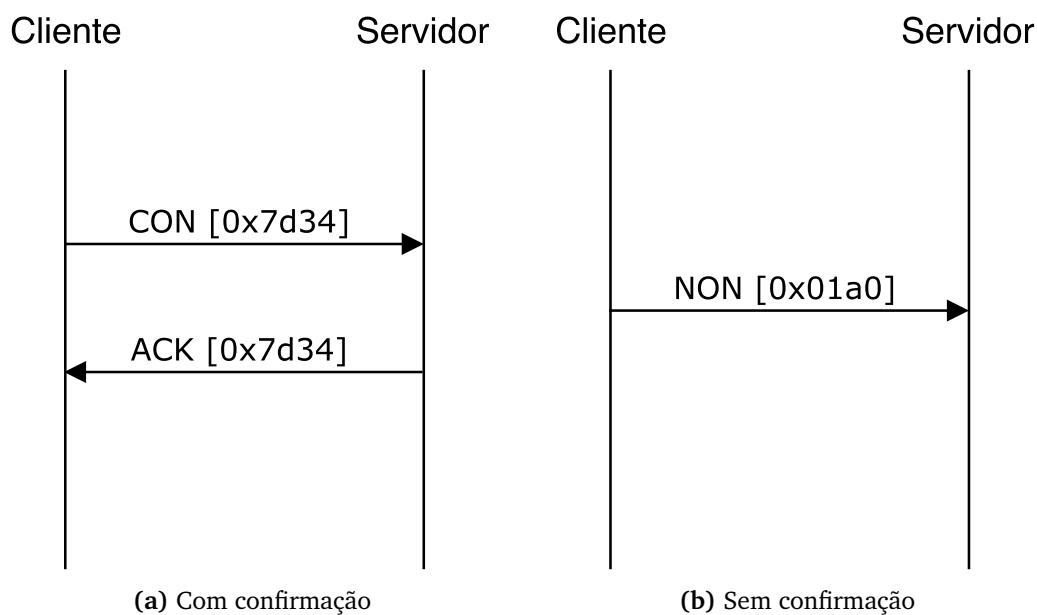 Cliente Servidor Cliente Servidor
CON [0x7d34]
NON [0x01a0]
ACK [0x7d34]
(a) Com confirmação (b) Sem confirmação